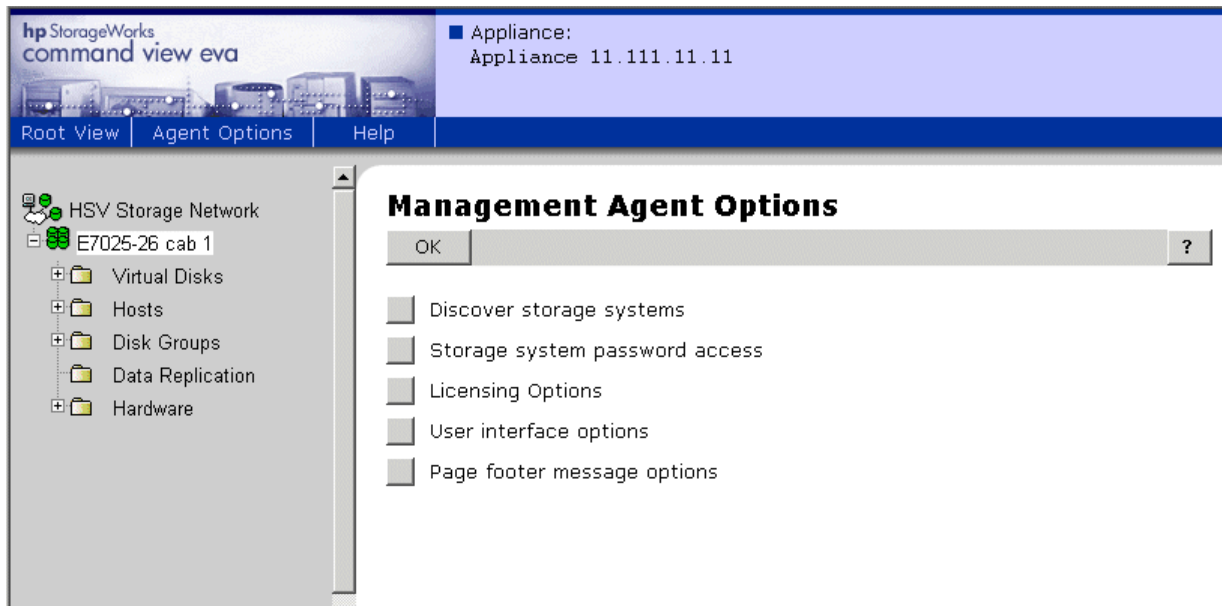 hp StorageWorks
command view eva
Appliance:
Appliance 11.111.11.11
Root View
Agent Options
Help
HSV Storage Network
E7025-26 cab 1
Virtual Disks
Hosts
Disk Groups
Data Replication
Hardware
Management Agent Options
OK
?
Discover storage systems
Storage system password access
Licensing Options
User interface options
Page footer message options